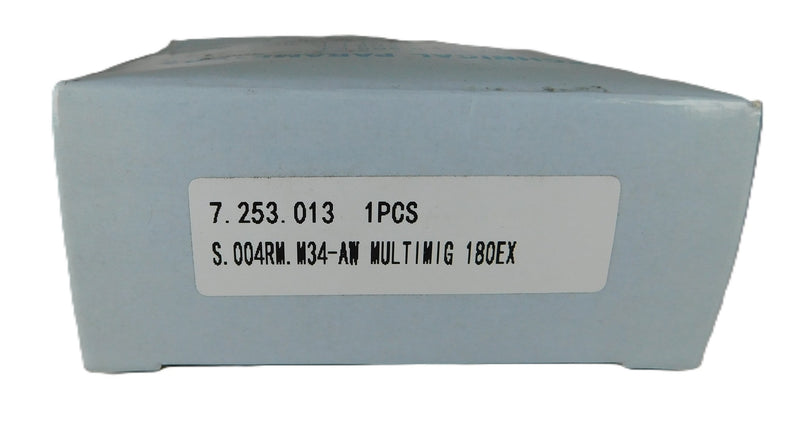 7.253.013 1PCS
S.004RM.M34-AW MULTIMIG 180EX